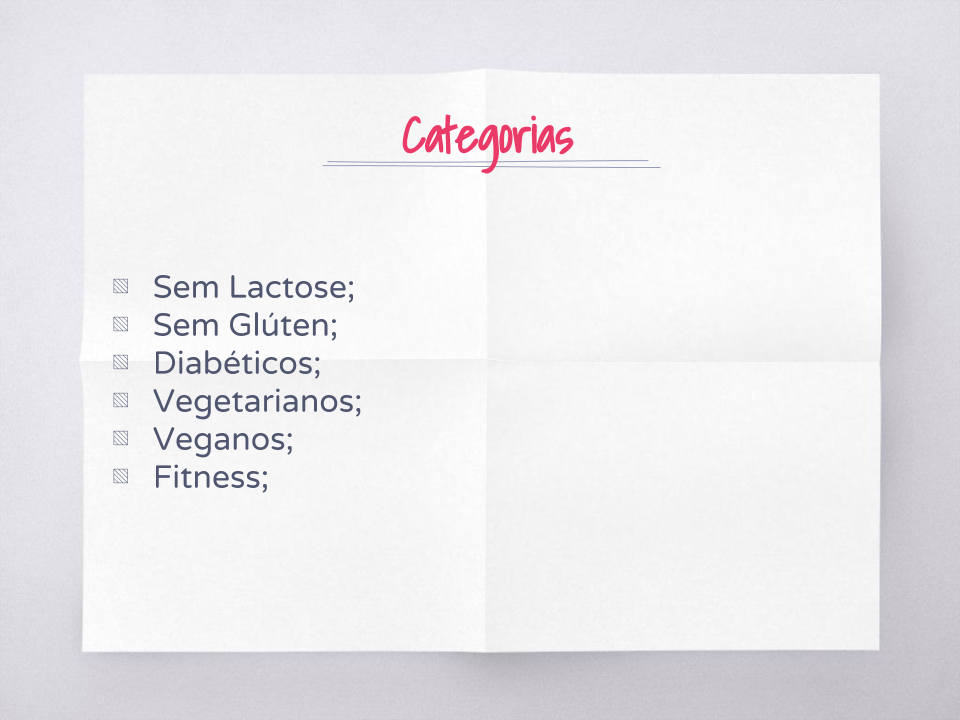 Categorias
Sem Lactose;
Sem Glúten;
Diabéticos;
Vegetarianos;
Veganos;
Fitness;